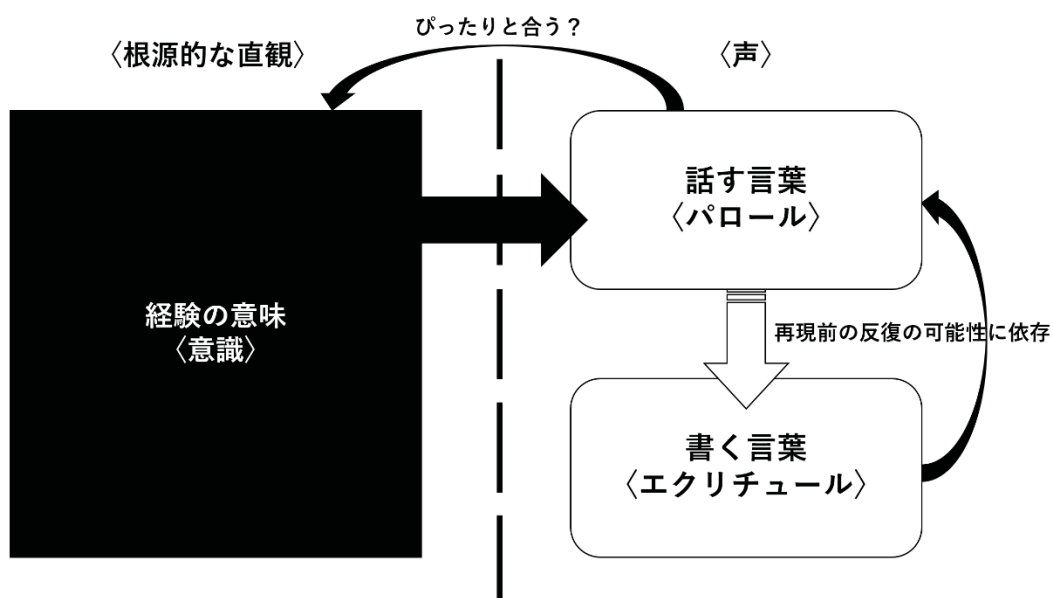 ぴったりと合う？
〈根源的な直観〉
〈声〉
話す言葉
〈パロール〉
経験の意味
〈意識〉
再現前の反復の可能性に依存
書く言葉
〈エクリチュール〉